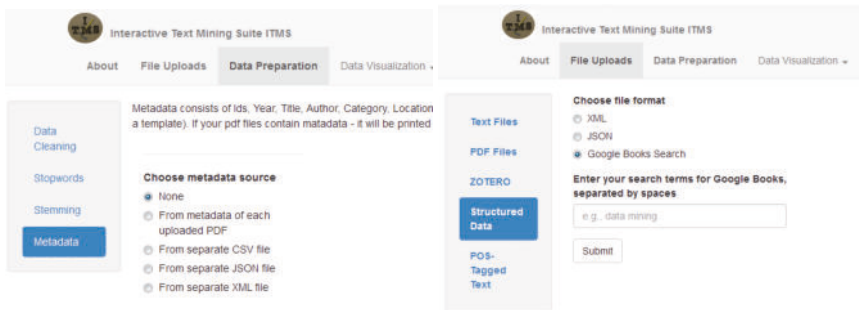 I
TMS
Interactive Text Mining Suite ITMS
About File Uploads Data Preparation Data Visualization
Data
Cleaning
Stopwords
Stemming
Metadata
Metadata consists of Ids, Year, Title, Author, Category, Location
a template). If your pdf files contain matadata - it will be printed
Choose metadata source
None
From metadata of each
uploaded PDF
From separate CSV file
From separate JSON file
From separate XML file
I
TMS
Interactive Text Mining Suite ITMS
About File Uploads Data Preparation Data Visualization
Text Files
PDF Files
ZOTERO
Structured
Data
POS-
Tagged
Text
Choose file format
XML
JSON
Google Books Search
Enter your search terms for Google Books,
separated by spaces
e.g., data mining
Submit